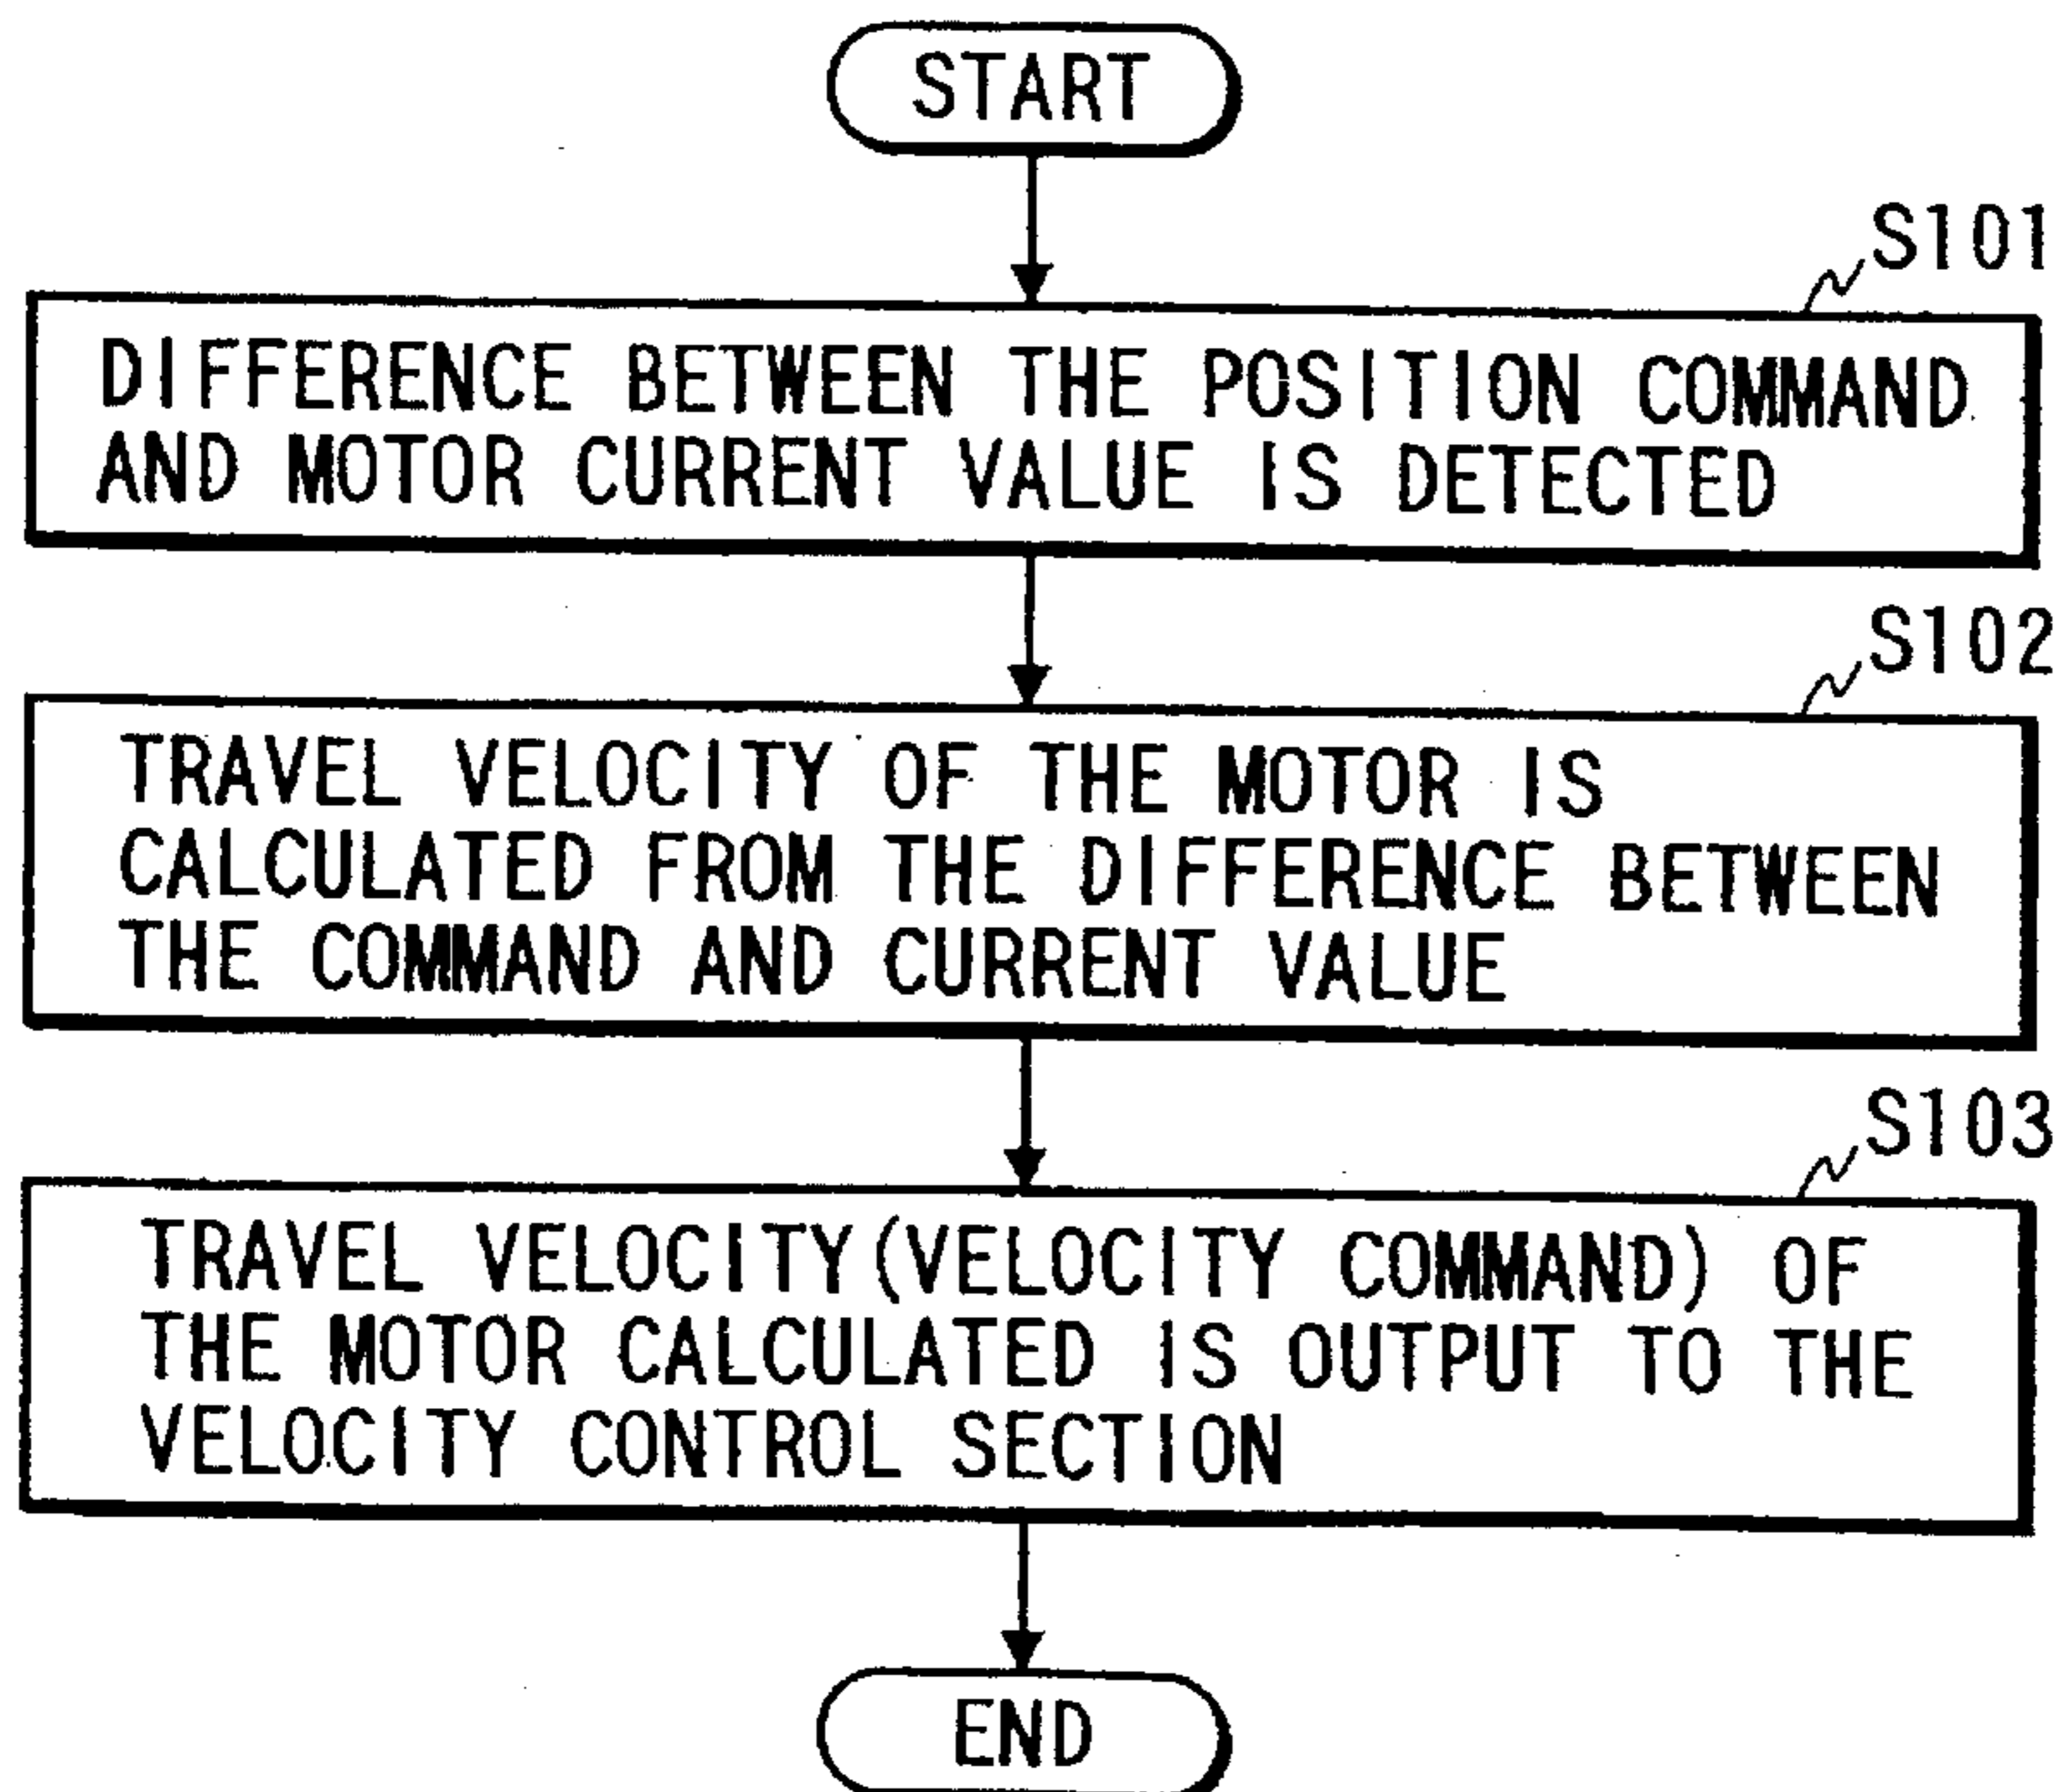 START
S101
DIFFERENCE BETWEEN THE POSITION COMMAND
AND MOTOR CURRENT VALUE IS DETECTED
S102
TRAVEL VELOCITY OF THE MOTOR IS
CALCULATED FROM THE DIFFERENCE BETWEEN
THE COMMAND AND CURRENT VALUE
S103
TRAVEL VELOCITY(VELOCITY COMMAND) OF
THE MOTOR CALCULATED IS OUTPUT TO THE
VELOCITY CONTROL SECTION
END